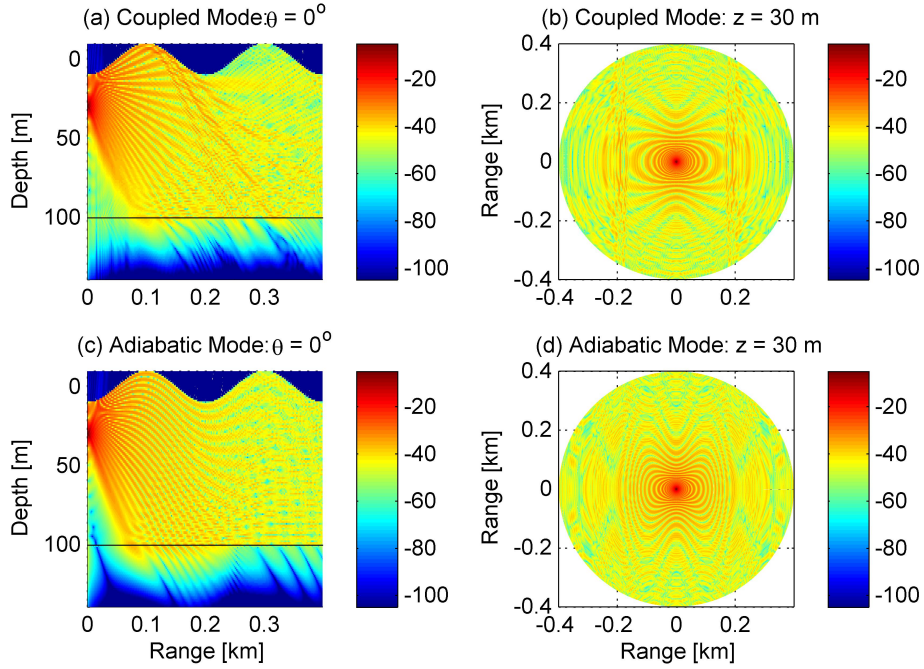 (a) Coupled Mode:θ = 0°
0
50
100
Depth [m]
0 0.1 0.2 0.3
-20
-40
-60
-80
-100
(b) Coupled Mode: z = 30 m
0.4
0.2
0
-0.2
-0.4
Range [km]
-0.4 -0.2 0 0.2
-20
-40
-60
-80
-100
(c) Adiabatic Mode:θ = 0°
0
50
100
Depth [m]
0 0.1 0.2 0.3
Range [km]
-20
-40
-60
-80
-100
(d) Adiabatic Mode: z = 30 m
0.4
0.2
0
-0.2
-0.4
Range [km]
-0.4 -0.2 0 0.2
Range [km]
-20
-40
-60
-80
-100